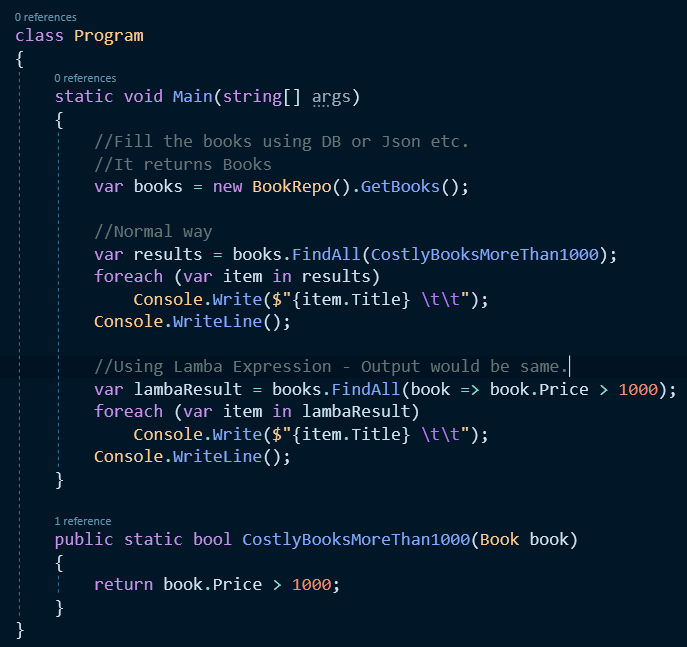 0 references
class Program
{
0 references
static void Main(string[] args)
{
//Fill the books using DB or Json etc.
//It returns Books
var books = new BookRepo().GetBooks();
//Normal way
var results = books.FindAll(CostlyBooksMoreThan1000);
foreach (var item in results)
Console.Write($"{item.Title} \t\t");
Console.WriteLine();
//Using Lamba Expression - Output would be same.
var lambaResult = books.FindAll(book => book.Price > 1000);
foreach (var item in lambaResult)
Console.Write($"{item.Title} \t\t");
Console.WriteLine();
}
1 reference
public static bool CostlyBooksMoreThan1000(Book book)
{
return book.Price > 1000;
}
}